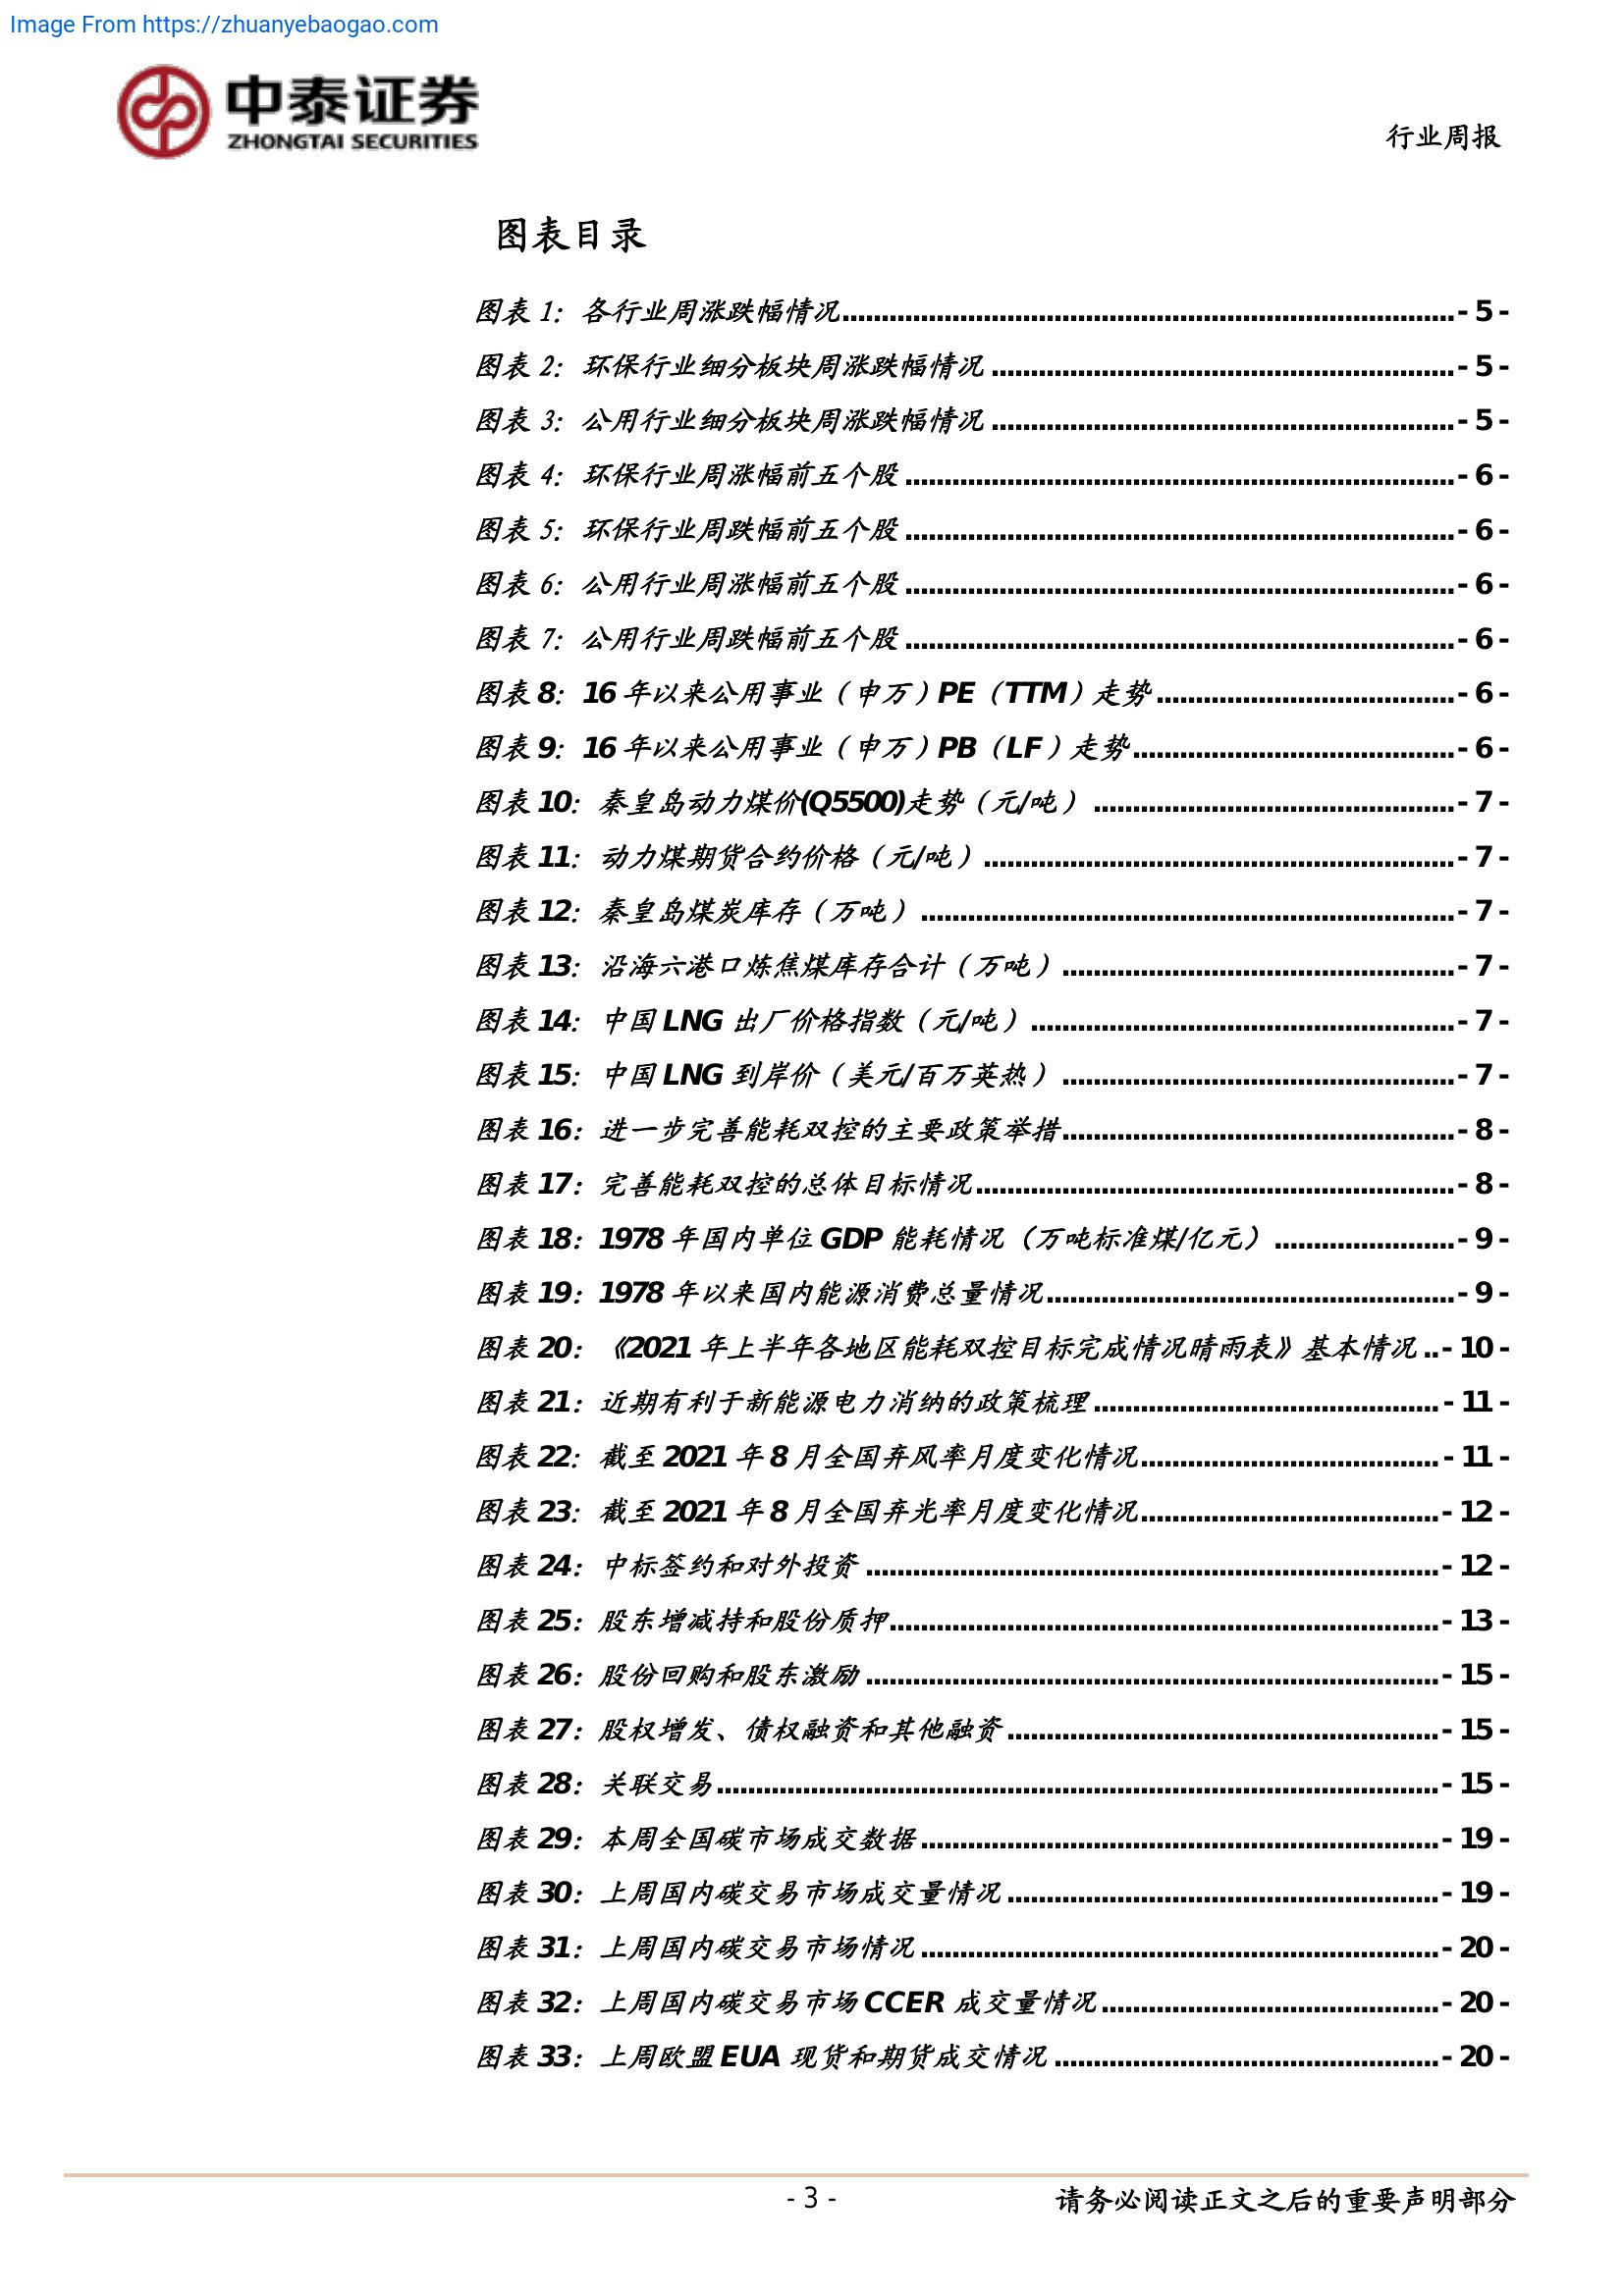 Image From https://zhuanyebaogao.com
中泰证券
ZHONGTAI SECURITIES
行业周报
图表目录
图表 1：各行业周涨跌幅情况 - 5 -
图表 2：环保行业细分板块周涨跌幅情况 - 5 -
图表 3：公用行业细分板块周涨跌幅情况 - 5 -
图表 4：环保行业周涨幅前五个股 - 6 -
图表 5：环保行业周跌幅前五个股 - 6 -
图表 6：公用行业周涨幅前五个股 - 6 -
图表 7：公用行业周跌幅前五个股 - 6 -
图表 8：16 年以来公用事业（申万）PE（TTM）走势 - 6 -
图表 9：16 年以来公用事业（申万）PB（LF）走势 - 6 -
图表 10：秦皇岛动力煤价(Q5500)走势（元/吨） - 7 -
图表 11：动力煤期货合约价格（元/吨） - 7 -
图表 12：秦皇岛煤炭库存（万吨） - 7 -
图表 13：沿海六港口炼焦煤库存合计（万吨） - 7 -
图表 14：中国 LNG 出厂价格指数（元/吨） - 7 -
图表 15：中国 LNG 到岸价（美元/百万英热） - 7 -
图表 16：进一步完善能耗双控的主要政策举措 - 8 -
图表 17：完善能耗双控的总体目标情况 - 8 -
图表 18：1978 年国内单位 GDP 能耗情况（万吨标准煤/亿元） - 9 -
图表 19：1978 年以来国内能源消费总量情况 - 9 -
图表 20：《2021 年上半年各地区能耗双控目标完成情况晴雨表》基本情况 - 10 -
图表 21：近期有利于新能源电力消纳的政策梳理 - 11 -
图表 22：截至 2021 年 8 月全国弃风率月度变化情况 - 11 -
图表 23：截至 2021 年 8 月全国弃光率月度变化情况 - 12 -
图表 24：中标签约和对外投资 - 12 -
图表 25：股东增减持和股份质押 - 13 -
图表 26：股份回购和股东激励 - 15 -
图表 27：股权增发、债权融资和其他融资 - 15 -
图表 28：关联交易 - 15 -
图表 29：本周全国碳市场成交数据 - 19 -
图表 30：上周国内碳交易市场成交量情况 - 19 -
图表 31：上周国内碳交易市场情况 - 20 -
图表 32：上周国内碳交易市场 CCER 成交量情况 - 20 -
图表 33：上周欧盟 EUA 现货和期货成交情况 - 20 -
- 3 -
请务必阅读正文之后的重要声明部分